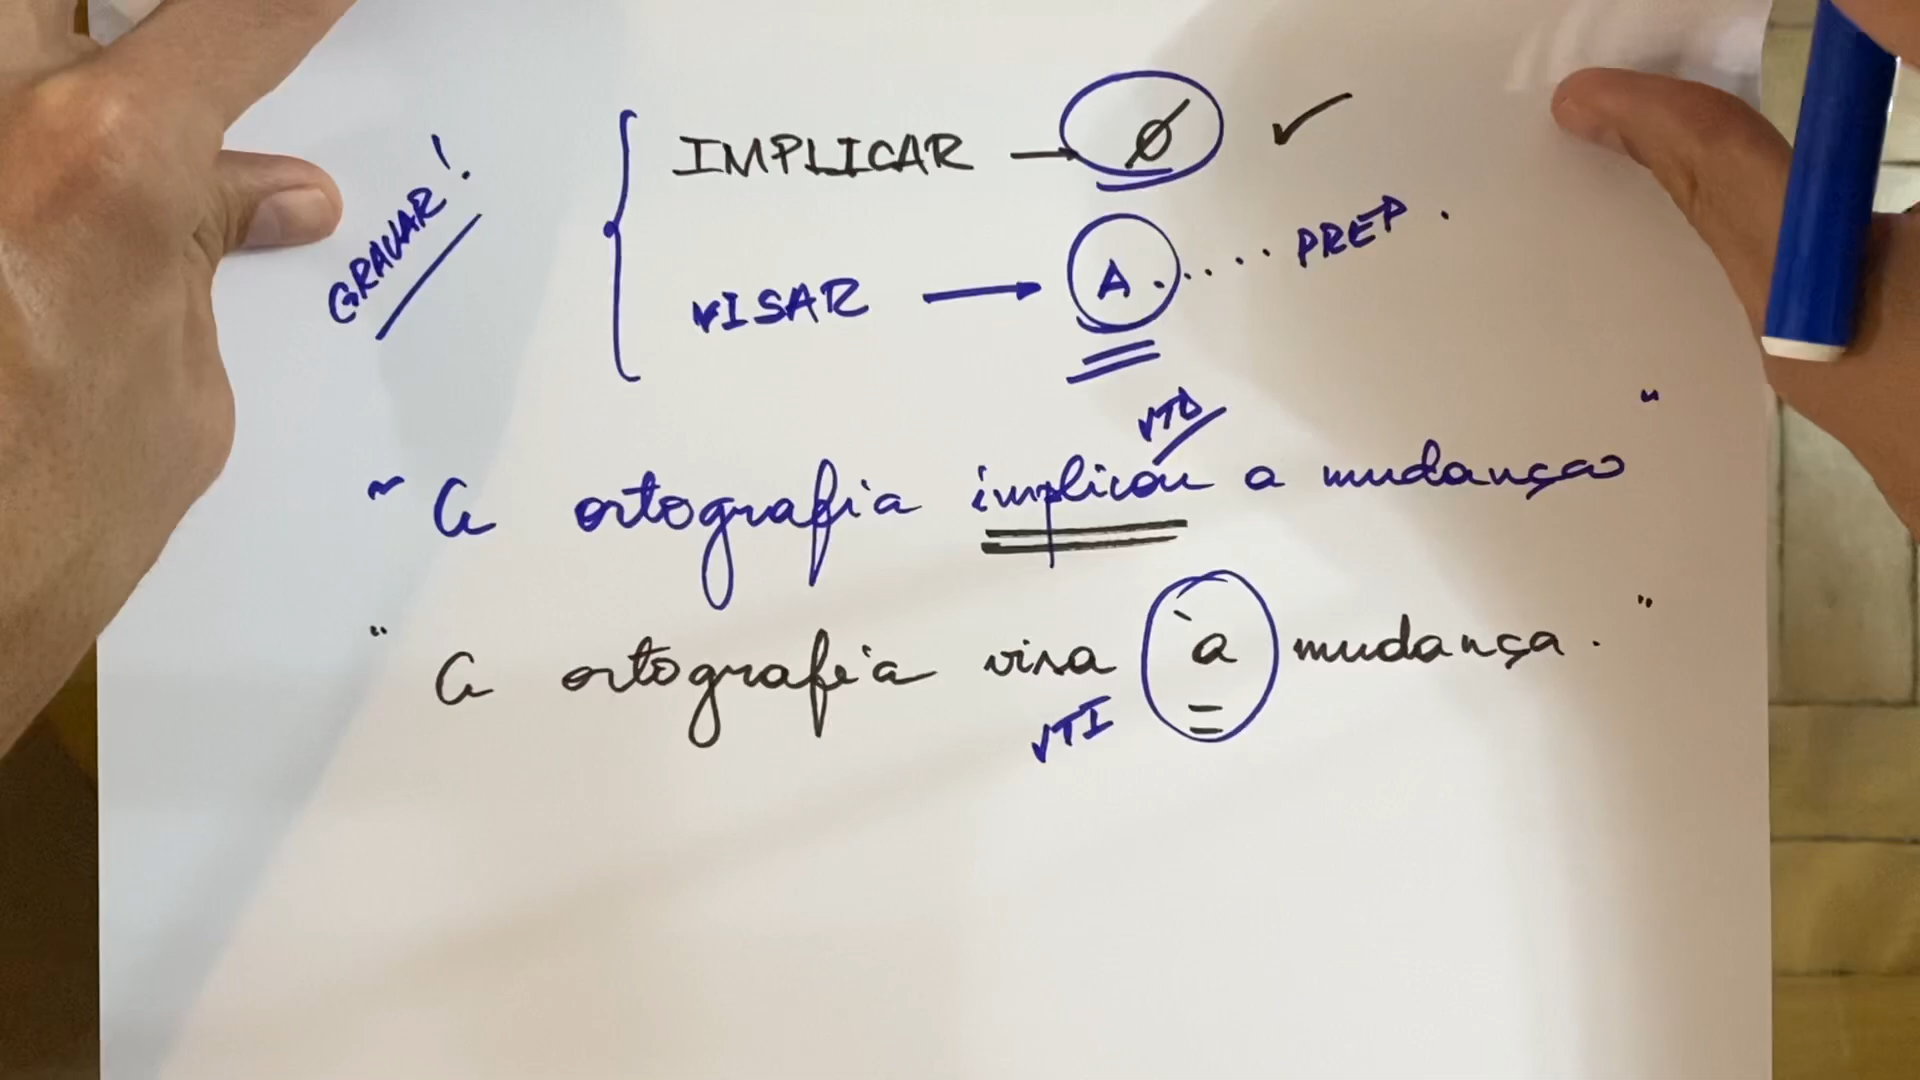 GRAVAR!
IMPLICAR → ∅ ✓
VISAR → A..... PREP.
VTD
"A ortografia implicou a mudança"
"A ortografia visa à mudança."
VTI